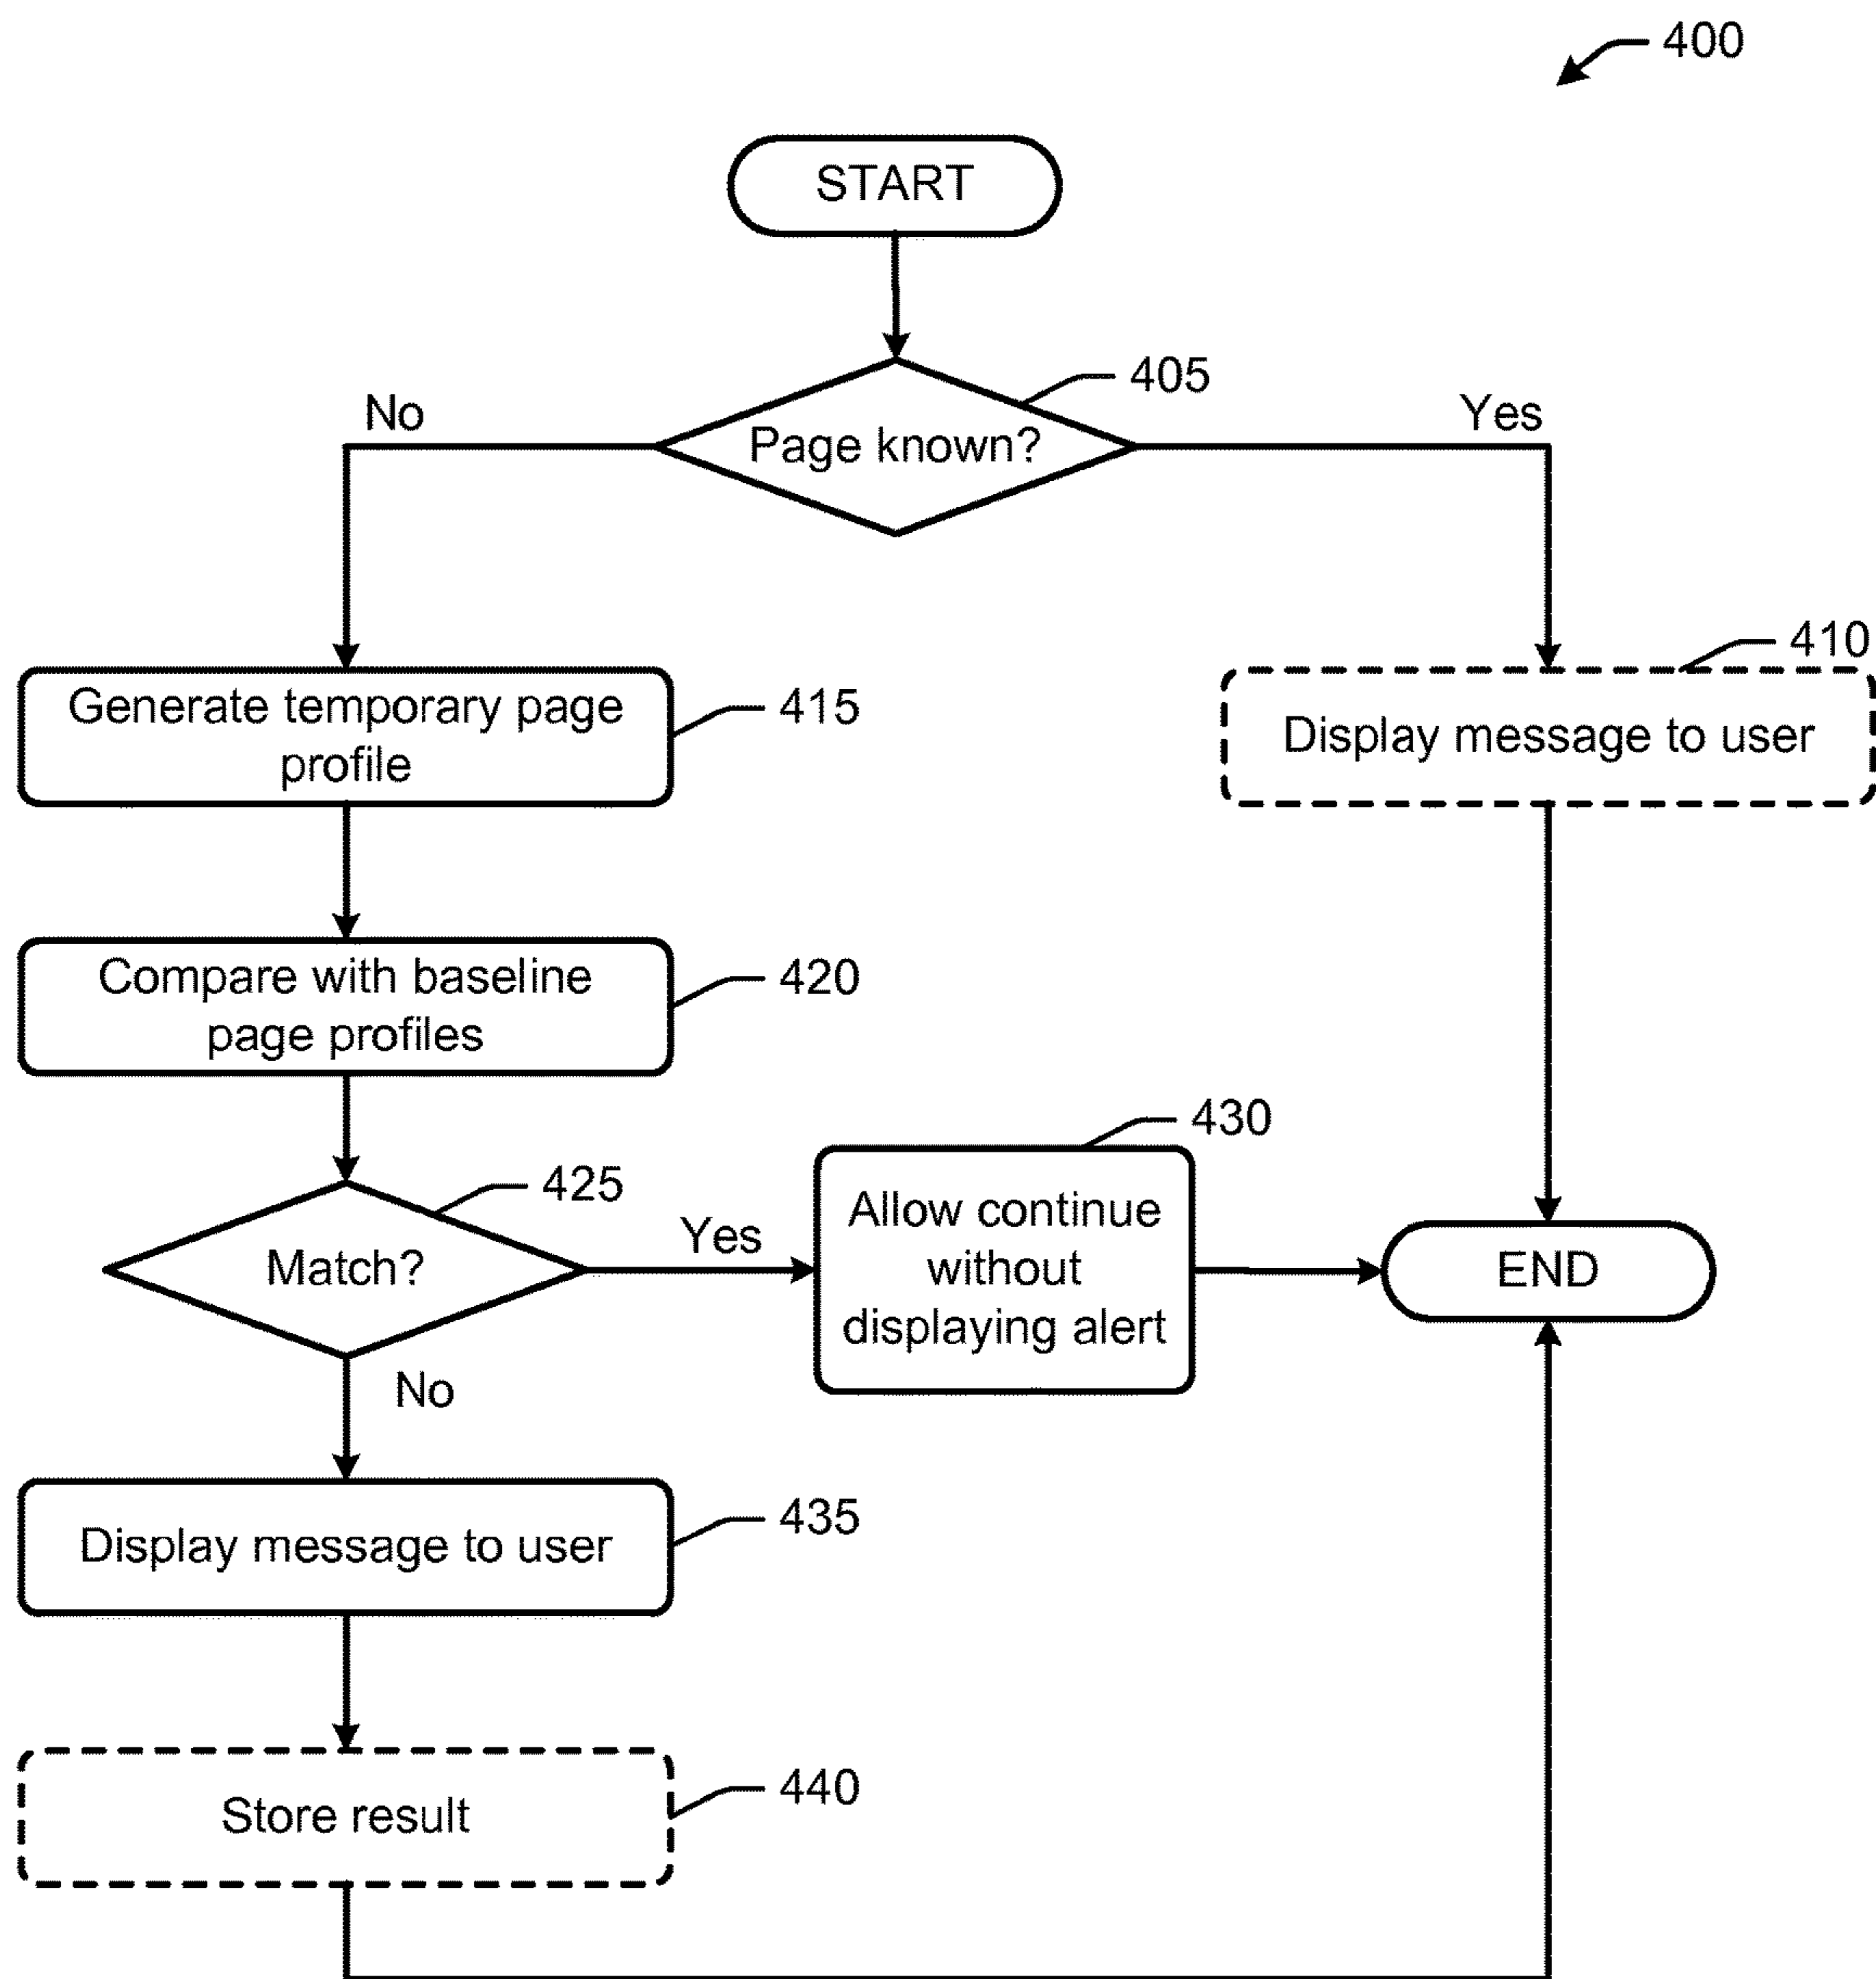 400
START
405
No
Yes
Page known?
410
Generate temporary page
profile
415
Display message to user
Compare with baseline
page profiles
420
430
425
Yes
Allow continue
without
displaying alert
Match?
END
No
435
Display message to user
440
Store result